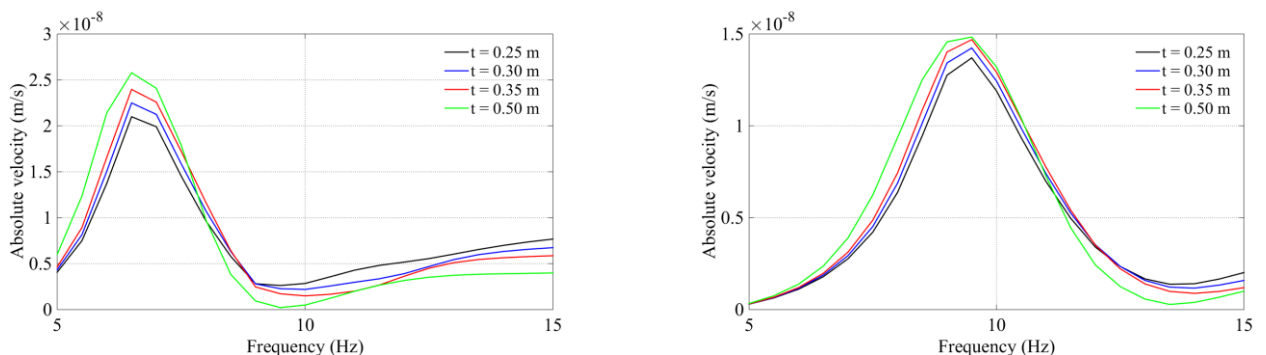 ×10⁻⁸
3
2.5
2
1.5
1
0.5
0
5
10
15
Absolute velocity (m/s)
Frequency (Hz)
t = 0.25 m
t = 0.30 m
t = 0.35 m
t = 0.50 m
×10⁻⁸
1.5
1
0.5
0
5
10
15
Absolute velocity (m/s)
Frequency (Hz)
t = 0.25 m
t = 0.30 m
t = 0.35 m
t = 0.50 m